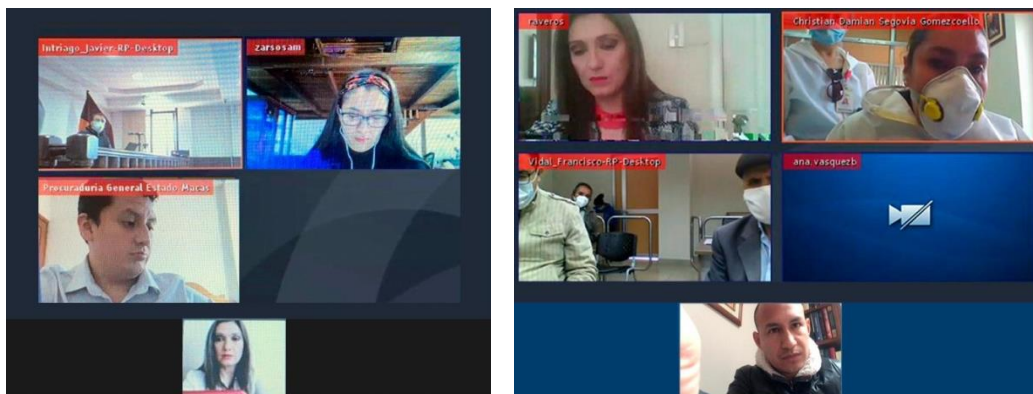 Intriago_Javier-RP-Desktop
zarsosam
Procuraduria General Estado Macas
raveros
Christian Damian Segovia Gomezcoello
Vidal_Francisco-RP-Desktop
ana.vasquezb